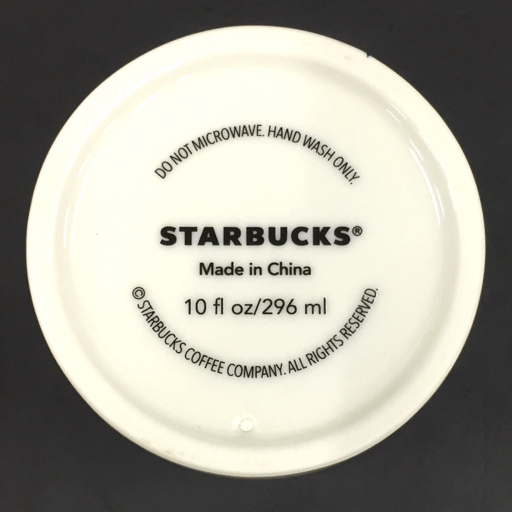 DO NOT MICROWAVE. HAND WASH ONLY.
STARBUCKS®
Made in China
10 fl oz/296 ml
© STARBUCKS COFFEE COMPANY. ALL RIGHTS RESERVED.